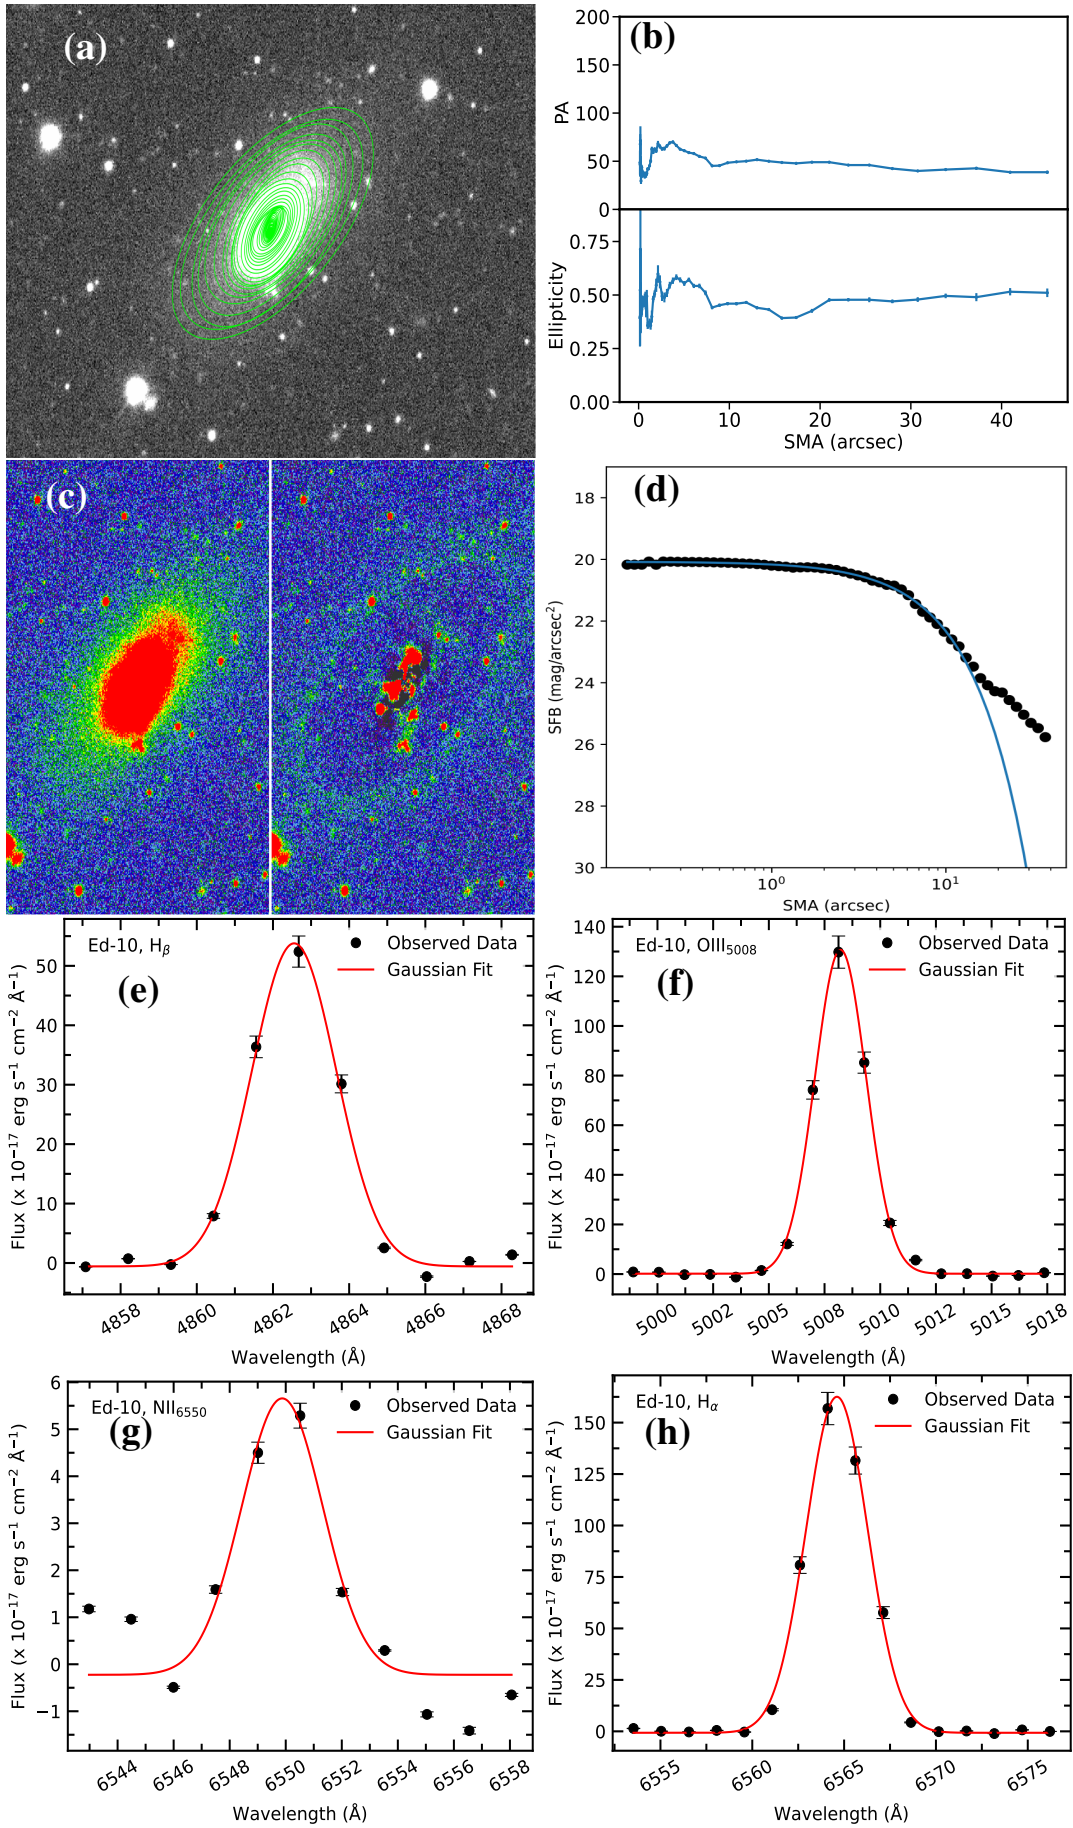 (a)
(b)
200
150
100
50
0
PA
0.75
0.50
0.25
0.00
Ellipticity
0 10 20 30 40
SMA (arcsec)
(c)
(d)
18
20
22
24
26
28
30
SFB (mag/arcsec²)
10⁰ 10¹
SMA (arcsec)
Ed-10, Hβ
(e)
Observed Data
Gaussian Fit
50
40
30
20
10
0
Flux (x 10⁻¹⁷ erg s⁻¹ cm⁻² Å⁻¹)
4858 4860 4862 4864 4866 4868
Wavelength (Å)
Ed-10, OIII₅₀₀₈
(f)
Observed Data
Gaussian Fit
140
120
100
80
60
40
20
0
Flux (x 10⁻¹⁷ erg s⁻¹ cm⁻² Å⁻¹)
5000 5002 5005 5008 5010 5012 5015 5018
Wavelength (Å)
Ed-10, NII₆₅₅₀
(g)
Observed Data
Gaussian Fit
6
5
4
3
2
1
0
−1
Flux (x 10⁻¹⁷ erg s⁻¹ cm⁻² Å⁻¹)
6544 6546 6548 6550 6552 6554 6556 6558
Wavelength (Å)
Ed-10, Hα
(h)
Observed Data
Gaussian Fit
150
125
100
75
50
25
0
Flux (x 10⁻¹⁷ erg s⁻¹ cm⁻² Å⁻¹)
6555 6560 6565 6570 6575
Wavelength (Å)